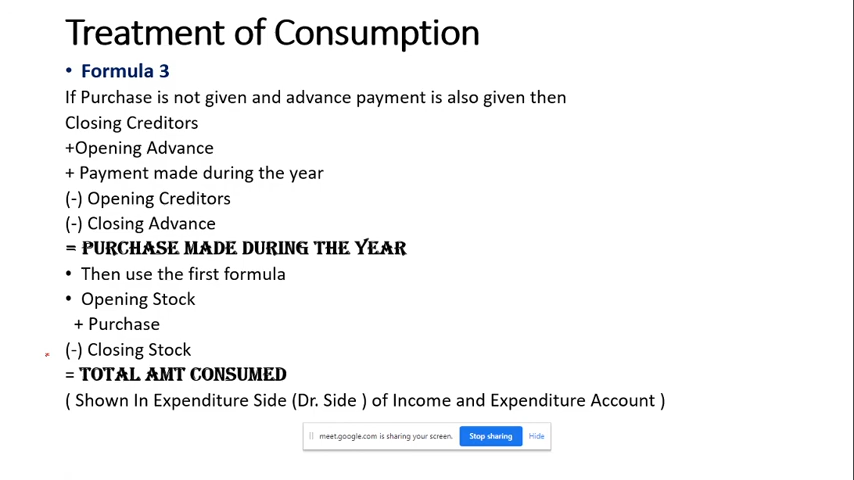 Treatment of Consumption
• Formula 3
If Purchase is not given and advance payment is also given then
Closing Creditors
+Opening Advance
+ Payment made during the year
(-) Opening Creditors
(-) Closing Advance
= PURCHASE MADE DURING THE YEAR
• Then use the first formula
• Opening Stock
+ Purchase
(-) Closing Stock
= TOTAL AMT CONSUMED
( Shown In Expenditure Side (Dr. Side ) of Income and Expenditure Account )
meet.google.com is sharing your screen. Stop sharing Hide